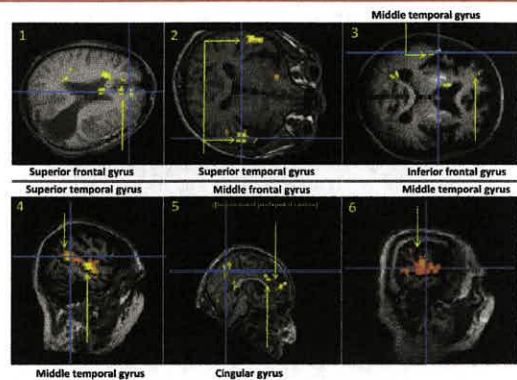 Middle temporal gyrus
1
2
3
Superior frontal gyrus
Superior temporal gyrus
Inferior frontal gyrus
Superior temporal gyrus
Middle frontal gyrus
Middle temporal gyrus
4
5
6
Middle temporal gyrus
Cingular gyrus